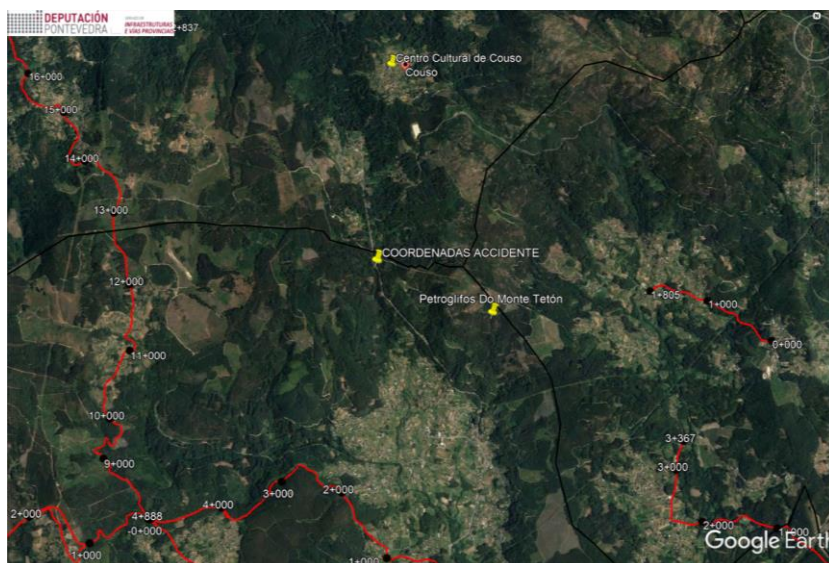 DEPUTACIÓN
PONTEVEDRA
INFRAESTRUTURAS
E VÍAS PROVINCIAIS
+837
N
Centro Cultural de Couso
Couso
16+000
15+000
14+000
13+000
COORDENADAS ACCIDENTE
12+000
1+805
1+000
Petroglifos Do Monte Tetón
0+000
11+000
10+000
3+367
9+000
3+000
3+000
2+000
4+000
2+000
4+888
2+000
1+000
-0+000
1+000
1+000
Google Earth